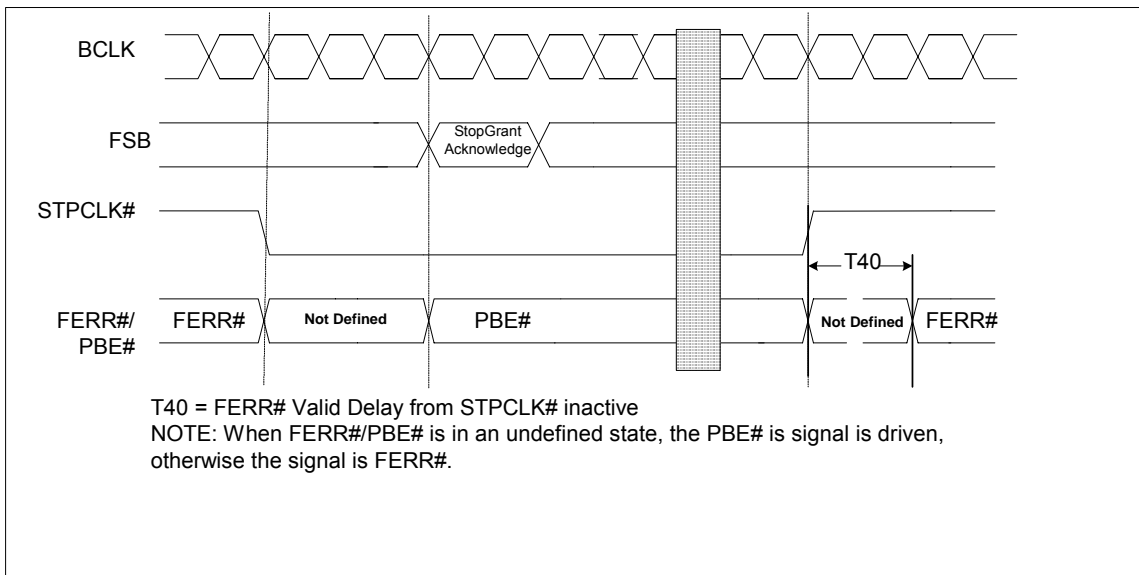 BCLK
FSB
StopGrant
Acknowledge
STPCLK#
T40
FERR#/
PBE#
FERR#
Not Defined
PBE#
Not Defined
FERR#
T40 = FERR# Valid Delay from STPCLK# inactive
NOTE: When FERR#/PBE# is in an undefined state, the PBE# is signal is driven,
otherwise the signal is FERR#.